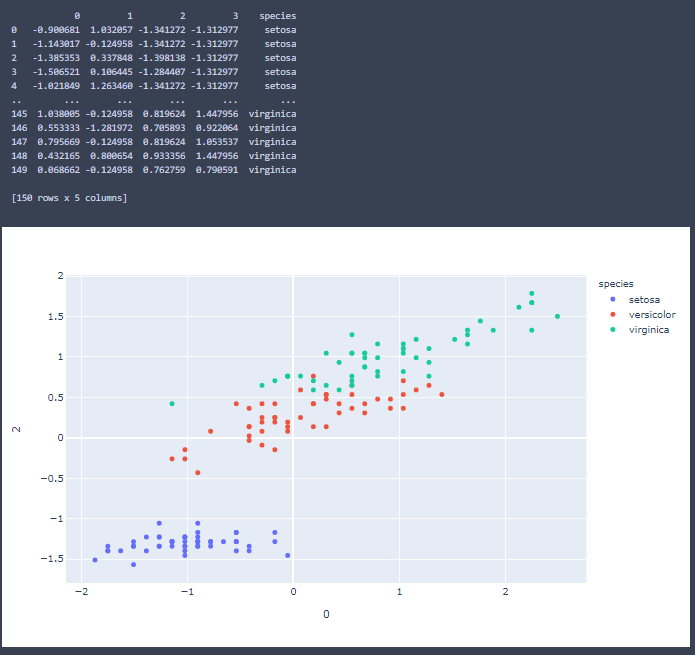 0 1 2 3 species
0 -0.900681 1.032057 -1.341272 -1.312977 setosa
1 -1.143017 -0.124958 -1.341272 -1.312977 setosa
2 -1.385353 0.337848 -1.398138 -1.312977 setosa
3 -1.506521 0.106445 -1.284407 -1.312977 setosa
4 -1.021849 1.263460 -1.341272 -1.312977 setosa
.. ... ... ... ... ...
145 1.038005 -0.124958 0.819624 1.447956 virginica
146 0.553333 -1.281972 0.705893 0.922064 virginica
147 0.795669 -0.124958 0.819624 1.053537 virginica
148 0.432165 0.800654 0.933356 1.447956 virginica
149 0.068662 -0.124958 0.762759 0.790591 virginica
[150 rows x 5 columns]
2
1.5
1
0.5
0
−0.5
−1
−1.5
2
−2 −1 0 1 2
0
species
setosa
versicolor
virginica